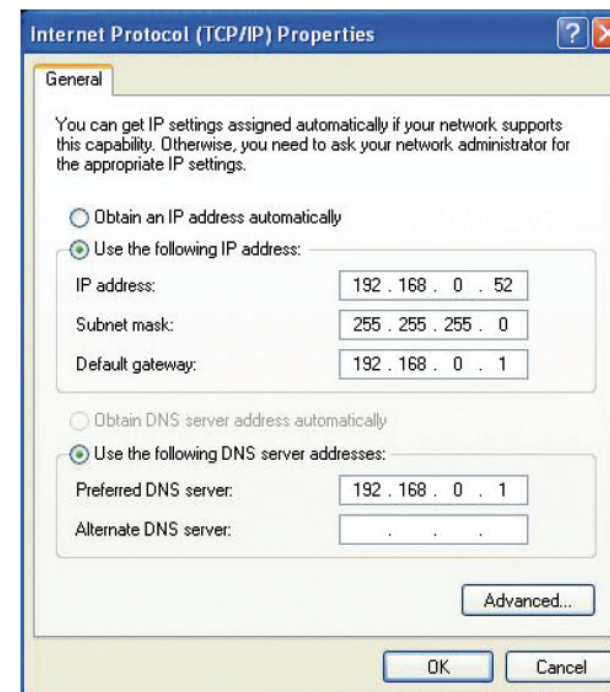 Internet Protocol (TCP/IP) Properties
General
You can get IP settings assigned automatically if your network supports
this capability. Otherwise, you need to ask your network administrator for
the appropriate IP settings.
Obtain an IP address automatically
Use the following IP address:
IP address: 192 . 168 . 0 . 52
Subnet mask: 255 . 255 . 255 . 0
Default gateway: 192 . 168 . 0 . 1
Obtain DNS server address automatically
Use the following DNS server addresses:
Preferred DNS server: 192 . 168 . 0 . 1
Alternate DNS server: . . .
Advanced...
OK Cancel